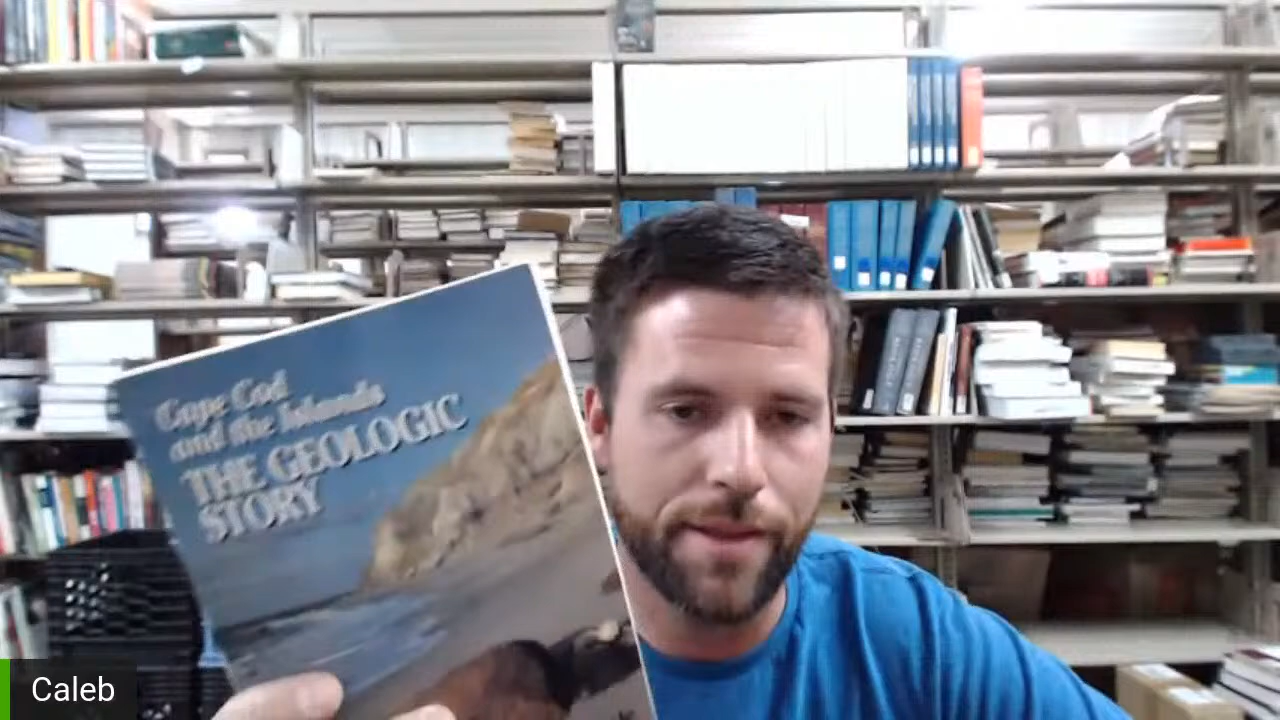 Cape Cod
and the Islands
THE GEOLOGIC
STORY
Caleb